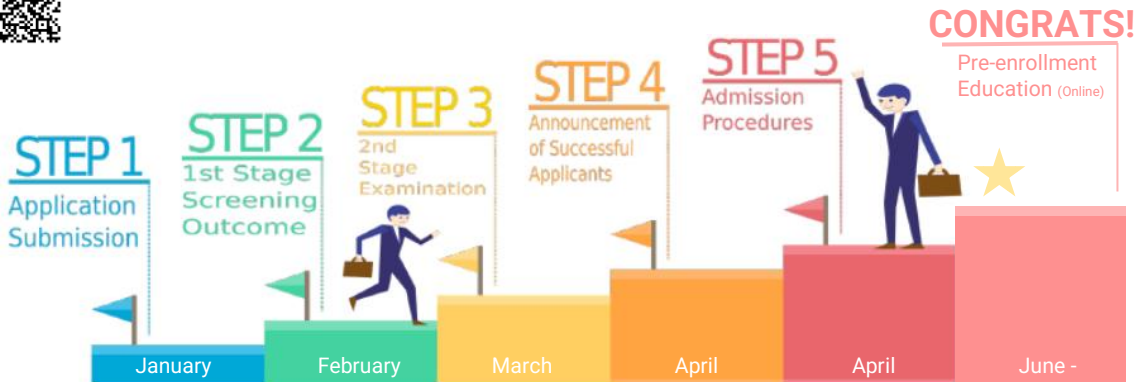 STEP 1
Application
Submission
STEP 2
1st Stage
Screening
Outcome
STEP 3
2nd
Stage
Examination
STEP 4
Announcement
of Successful
Applicants
STEP 5
Admission
Procedures
CONGRATS!
Pre-enrollment
Education (Online)
January
February
March
April
April
June -